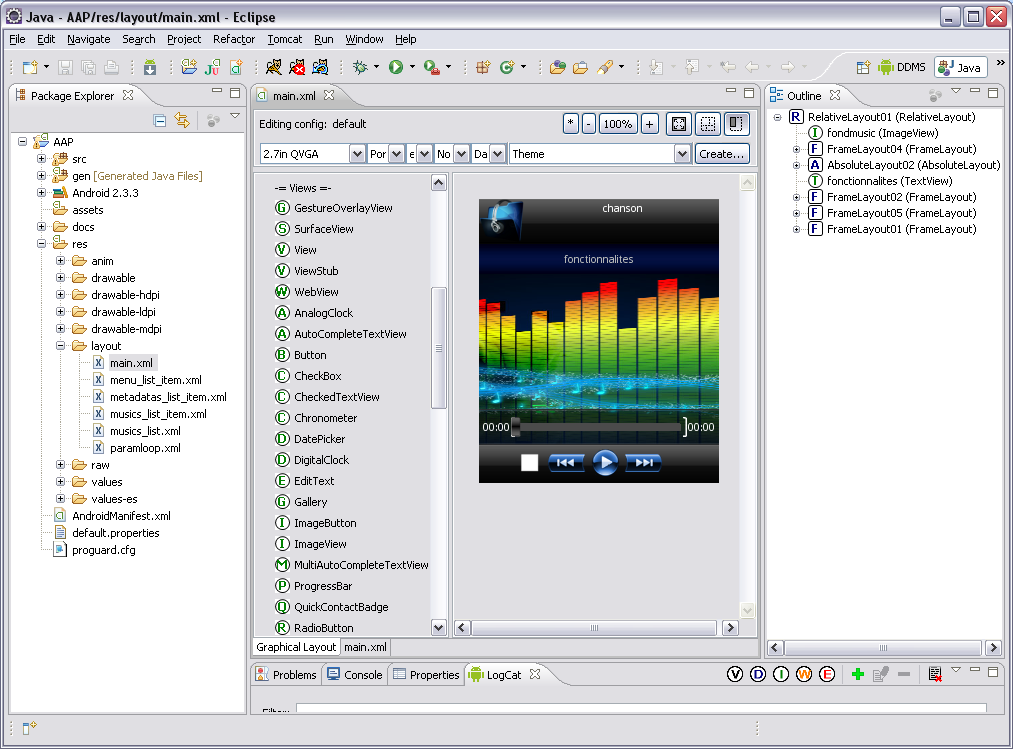 Java - AAP/res/layout/main.xml - Eclipse
File Edit Navigate Search Project Refactor Tomcat Run Window Help
DDMS Java
Package Explorer
AAP
src
gen [Generated Java Files]
Android 2.3.3
assets
docs
res
anim
drawable
drawable-hdpi
drawable-ldpi
drawable-mdpi
layout
main.xml
menu_list_item.xml
metadatas_list_item.xml
musics_list_item.xml
musics_list.xml
paramloop.xml
raw
values
values-es
AndroidManifest.xml
default.properties
proguard.cfg
main.xml
Editing config: default
* - 100% +
2.7in QVGA Por e No Da Theme Create...
-= Views =-
G GestureOverlayView
S SurfaceView
V View
V ViewStub
W WebView
A AnalogClock
A AutoCompleteTextView
B Button
C CheckBox
C CheckedTextView
C Chronometer
D DatePicker
D DigitalClock
E EditText
G Gallery
I ImageButton
I ImageView
M MultiAutoCompleteTextView
P ProgressBar
Q QuickContactBadge
R RadioButton
chanson
fonctionnalites
00:00 00:00
Graphical Layout main.xml
Outline
R RelativeLayout01 (RelativeLayout)
I fondmusic (ImageView)
F FrameLayout04 (FrameLayout)
A AbsoluteLayout02 (AbsoluteLayout)
T fonctionnalites (TextView)
F FrameLayout02 (FrameLayout)
F FrameLayout05 (FrameLayout)
F FrameLayout01 (FrameLayout)
Problems Console Properties LogCat V D I W E